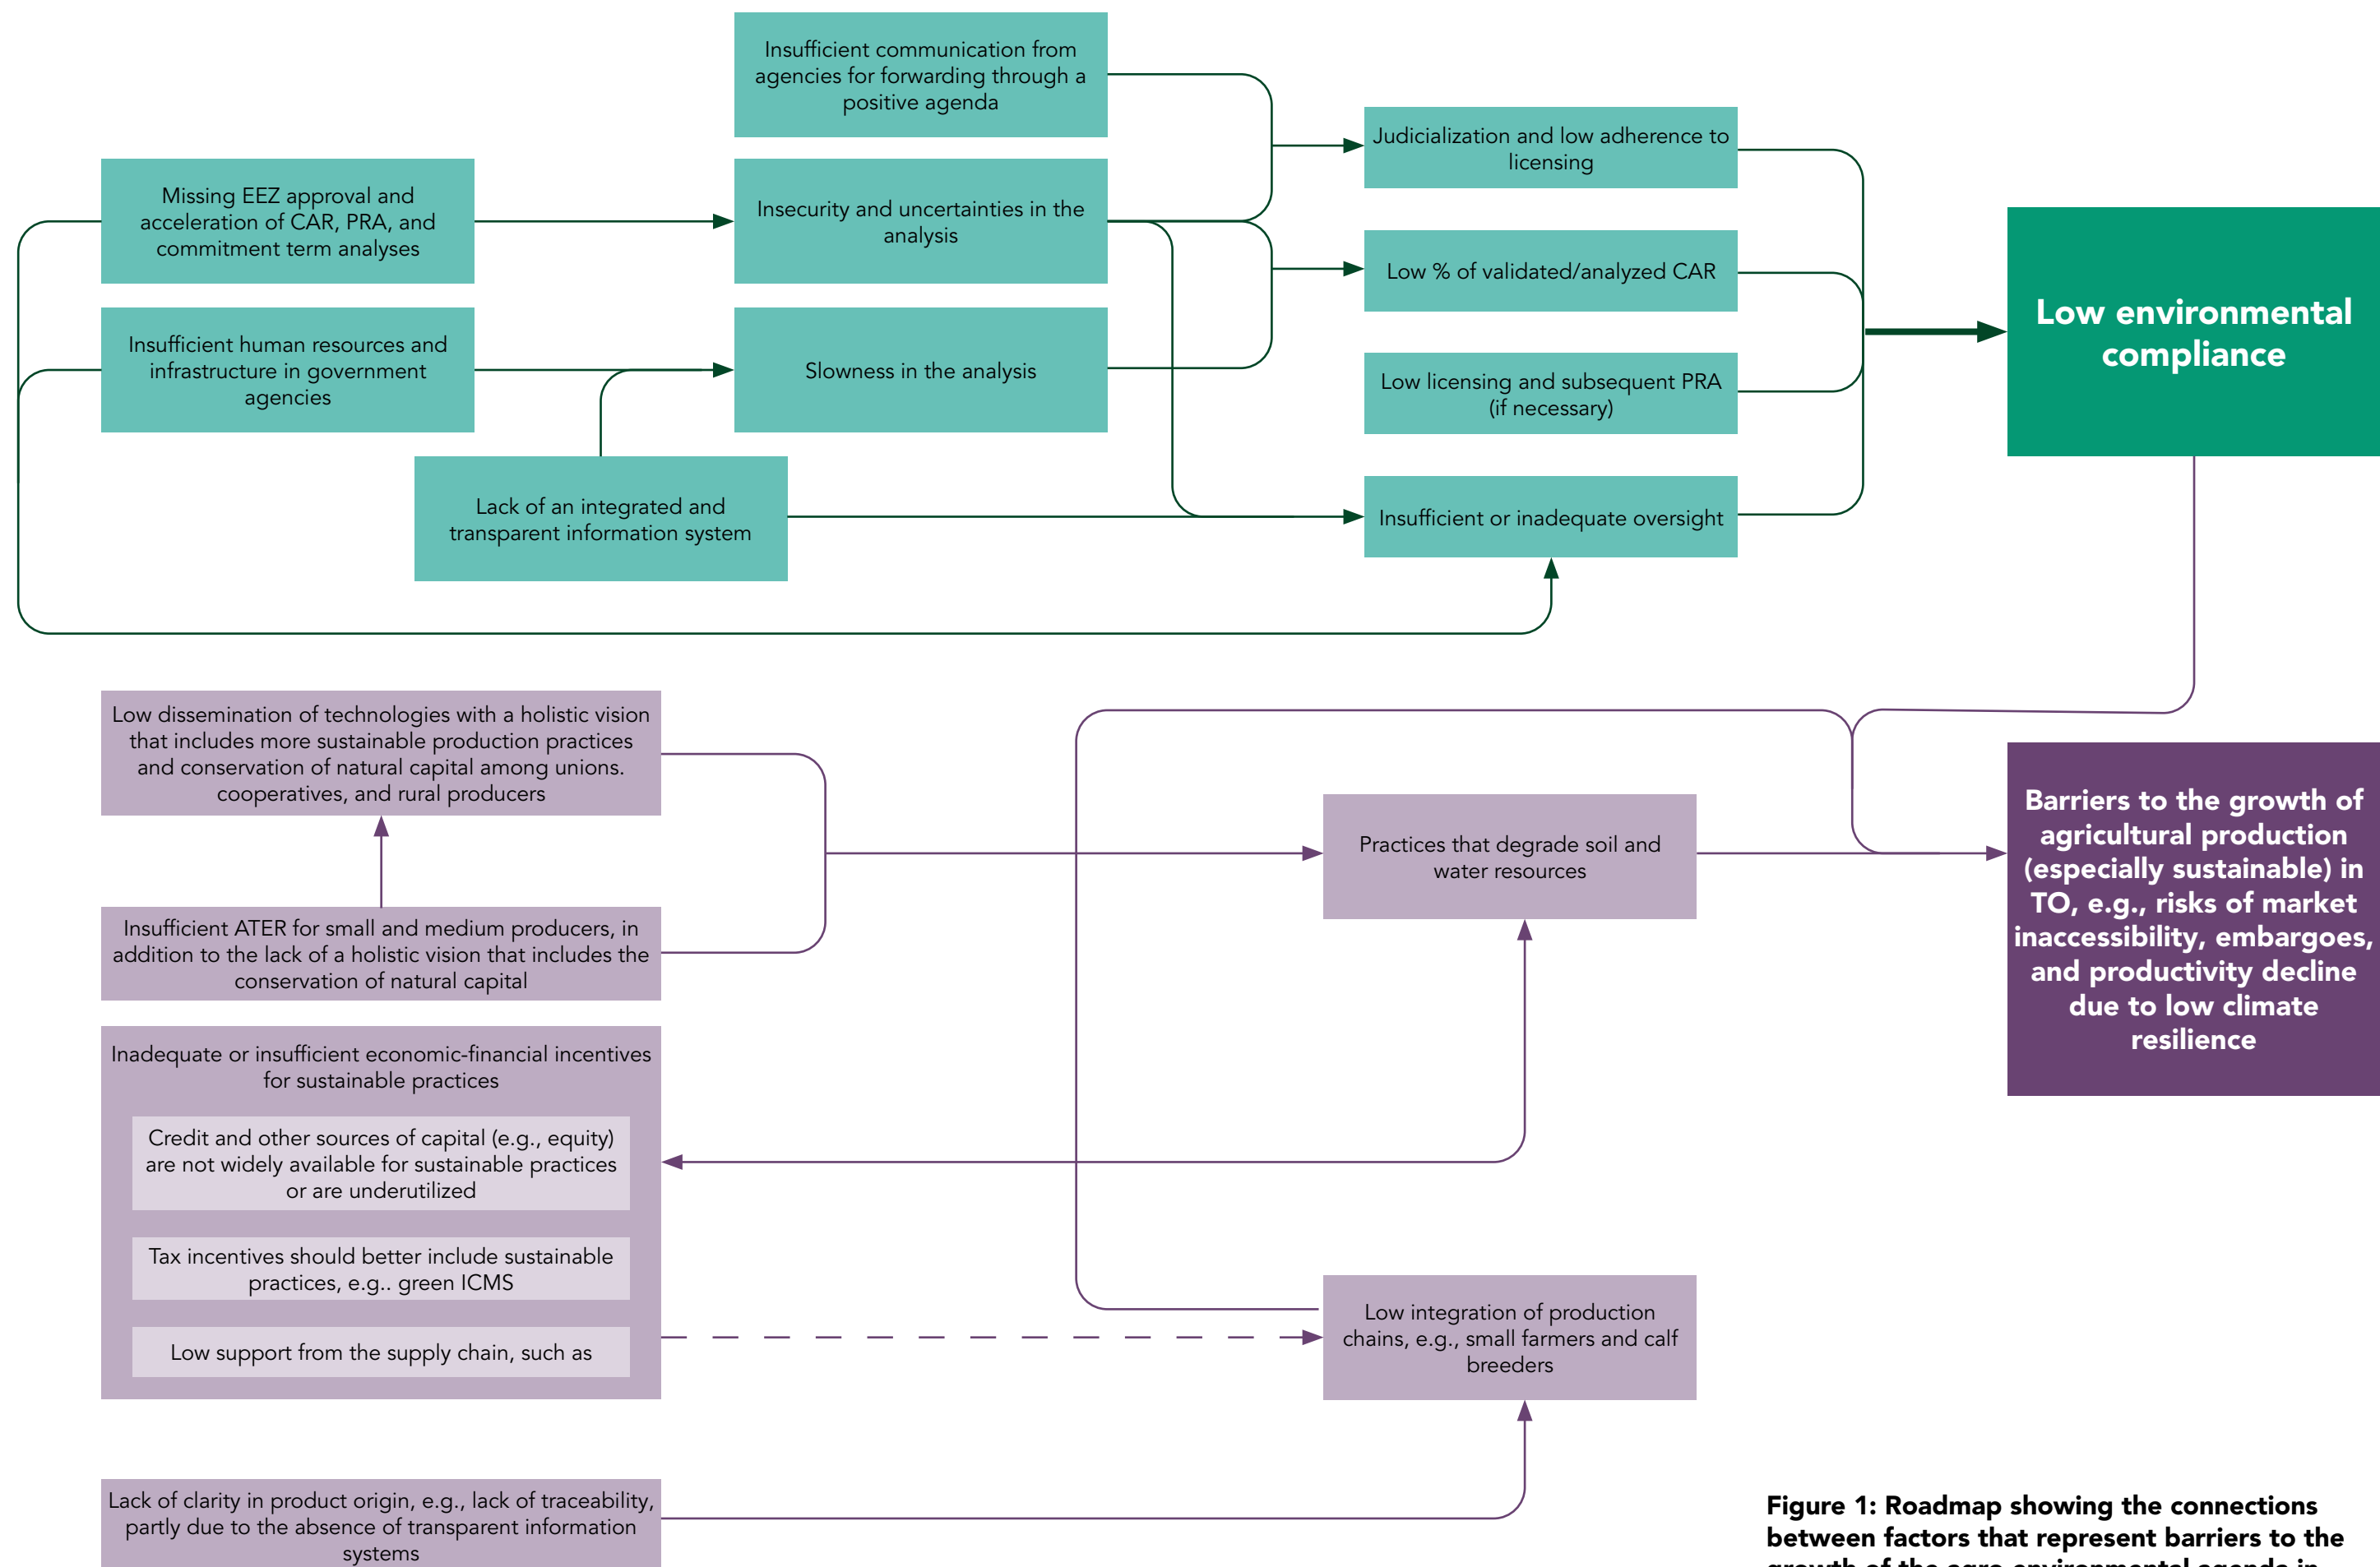 Insufficient communication from
agencies for forwarding through a
positive agenda
Judicialization and low adherence to
licensing
Missing EEZ approval and
acceleration of CAR, PRA, and
commitment term analyses
Insecurity and uncertainties in the
analysis
Low % of validated/analyzed CAR
Low environmental
compliance
Insufficient human resources and
infrastructure in government
agencies
Slowness in the analysis
Low licensing and subsequent PRA
(if necessary)
Lack of an integrated and
transparent information system
Insufficient or inadequate oversight
Low dissemination of technologies with a holistic vision
that includes more sustainable production practices
and conservation of natural capital among unions.
cooperatives, and rural producers
Practices that degrade soil and
water resources
Barriers to the growth of
agricultural production
(especially sustainable) in
TO, e.g., risks of market
inaccessibility, embargoes,
and productivity decline
due to low climate
resilience
Insufficient ATER for small and medium producers, in
addition to the lack of a holistic vision that includes the
conservation of natural capital
Inadequate or insufficient economic-financial incentives
for sustainable practices
Credit and other sources of capital (e.g., equity)
are not widely available for sustainable practices
or are underutilized
Tax incentives should better include sustainable
practices, e.g.. green ICMS
Low support from the supply chain, such as
Low integration of production
chains, e.g., small farmers and calf
breeders
Lack of clarity in product origin, e.g., lack of traceability,
partly due to the absence of transparent information
systems
Figure 1: Roadmap showing the connections
between factors that represent barriers to the
growth of the agro-environmental agenda in